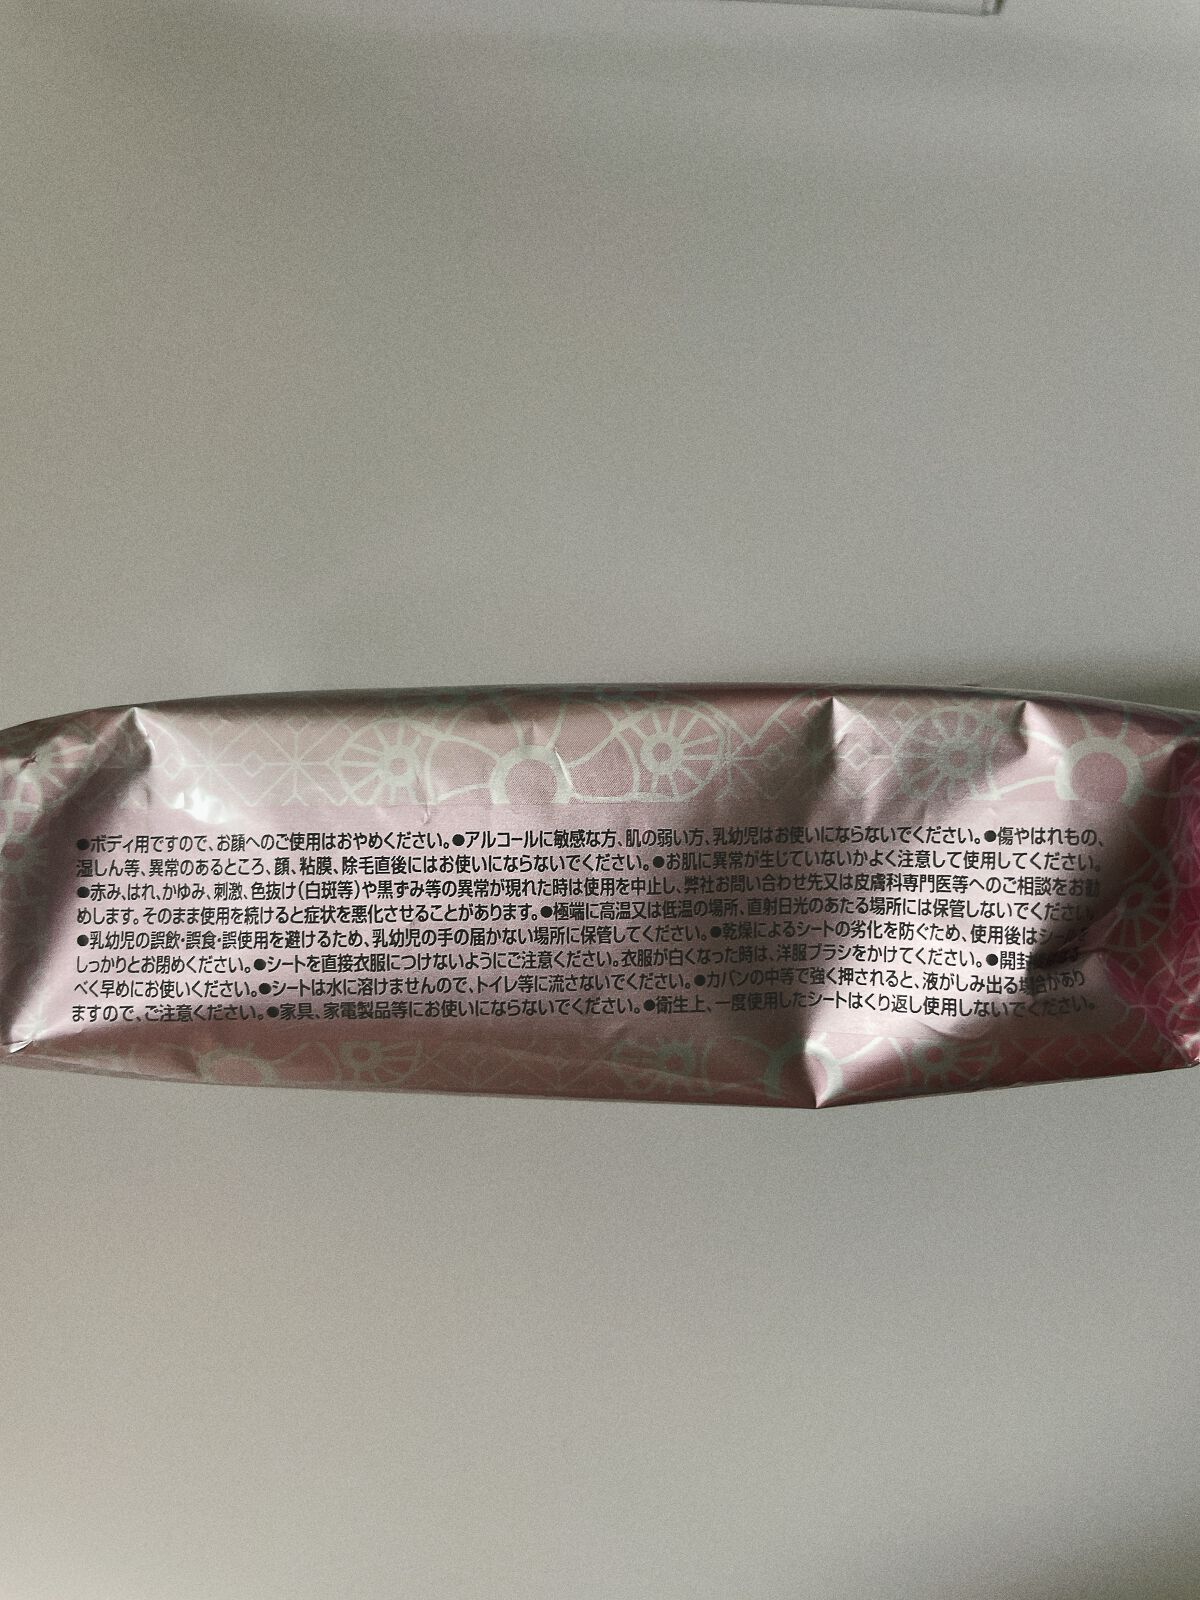 ●ボディ用ですので、お顔へのご使用はおやめください。●アルコールに敏感な方、肌の弱い方、乳幼児はお使いにならないでください。●傷やはれもの、
湿しん等、異常のあるところ、顔、粘膜、除毛直後にはお使いにならないでください。●お肌に異常が生じていないかよく注意して使用してください。
●赤み、はれ、かゆみ、刺激、色抜け(白斑等)や黒ずみ等の異常が現れた時は使用を中止し、弊社お問い合わせ先又は皮膚科専門医等へのご相談をお勧
めします。そのまま使用を続けると症状を悪化させることがあります。●極端に高温又は低温の場所、直射日光のあたる場所には保管しないでください。
●乳幼児の誤飲・誤食・誤使用を避けるため、乳幼児の手の届かない場所に保管してください。●乾燥によるシートの劣化を防ぐため、使用後はシール
しっかりとお閉めください。●シートを直接衣服につけないようにご注意ください。衣服が白くなった時は、洋服ブラシをかけてください。●開封
べく早めにお使いください。●シートは水に溶けませんので、トイレ等に流さないでください。●カバンの中等で強く押されると、液がしみ出る場合があり
ますので、ご注意ください。●家具、家電製品等にお使いにならないでください。●衛生上、一度使用したシートはくり返し使用しないでください。